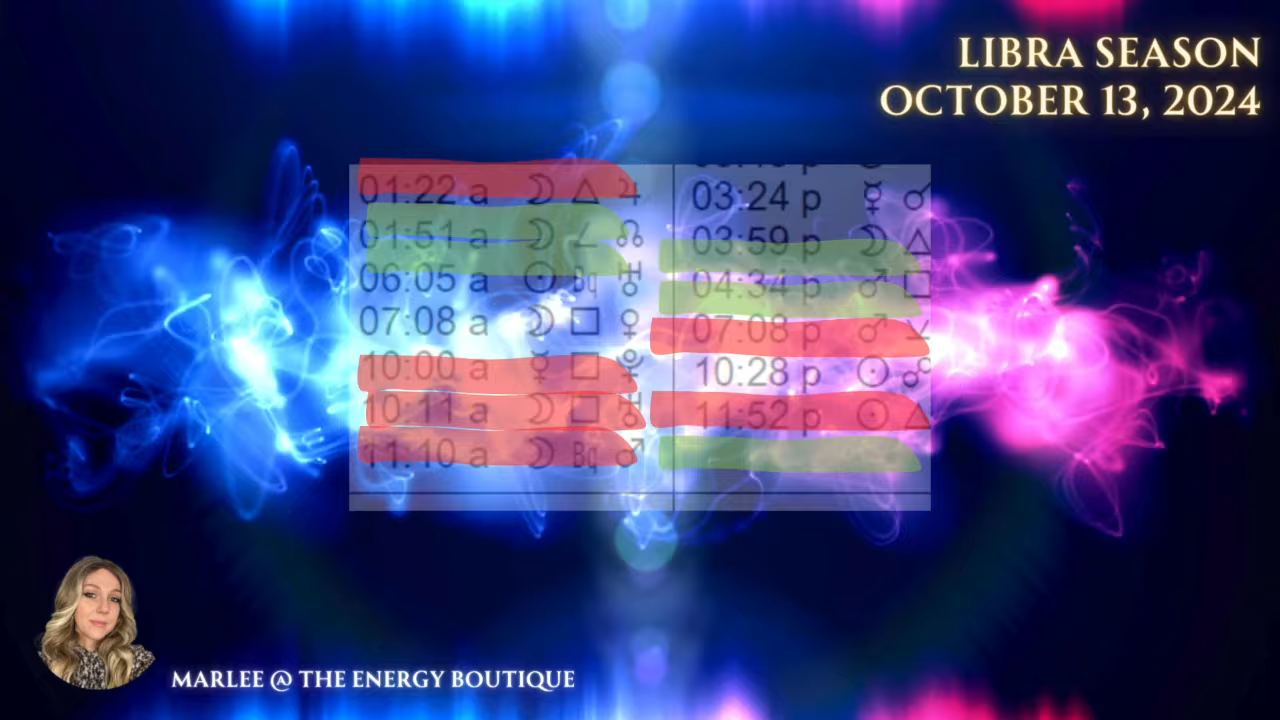 LIBRA SEASON
OCTOBER 13, 2024
01:22 a ☽ △ ♃
01:51 a ☽ ∠ ☊
06:05 a ☉ bq ♅
07:08 a ☽ □ ♀
10:00 a ☿ □
10:11 a ☽ □ ♅
11:10 a ☽ Bq ♂
03:24 p ☿ ☌
03:59 p ☽ △
04:34 p ♂ □
07:08 p ♂ ⚺
10:28 p ☉ ☍
11:52 p ☉ △
MARLEE @ THE ENERGY BOUTIQUE